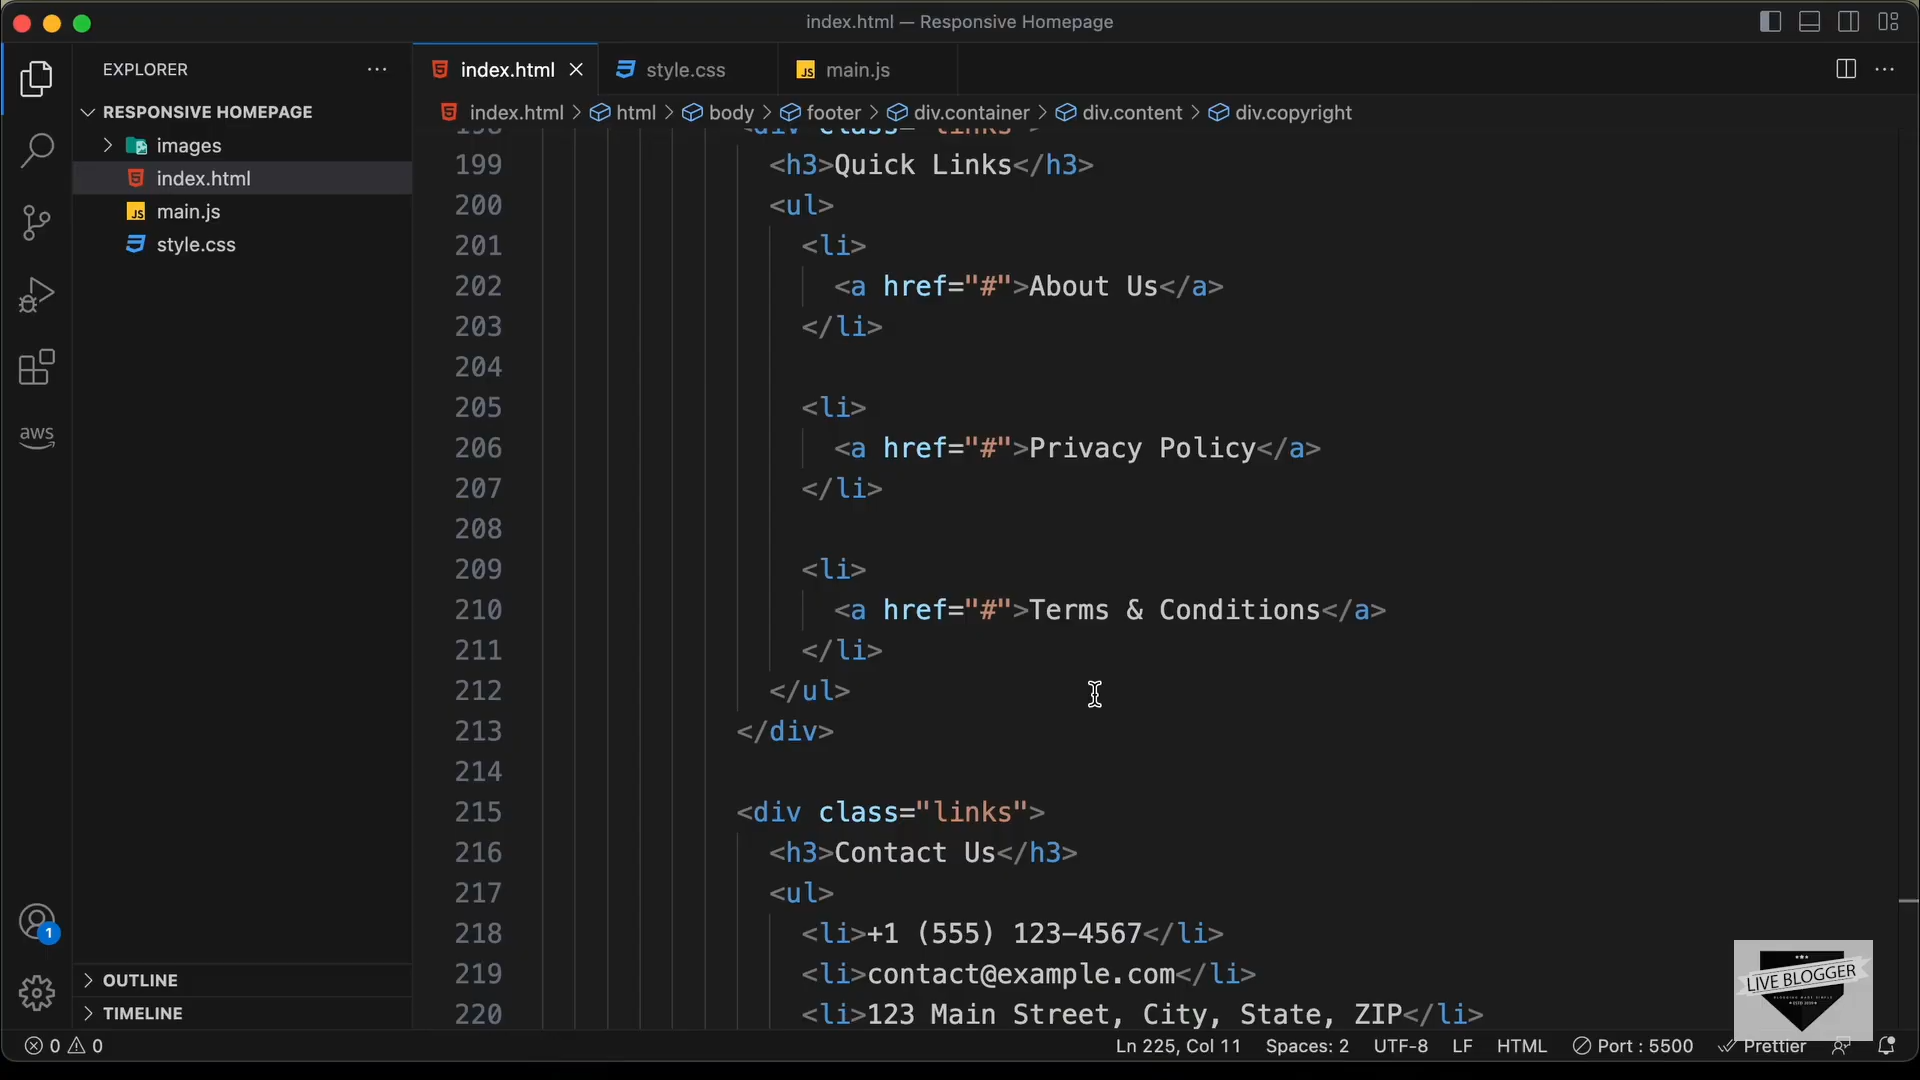 index.html — Responsive Homepage
EXPLORER
index.html
style.css
main.js
RESPONSIVE HOMEPAGE
index.html > html > body > footer > div.container > div.content > div.copyright
images
index.html
main.js
style.css
aws
198 <div class="links">
199 <h3>Quick Links</h3>
200 <ul>
201 <li>
202 <a href="#">About Us</a>
203 </li>
204
205 <li>
206 <a href="#">Privacy Policy</a>
207 </li>
208
209 <li>
210 <a href="#">Terms & Conditions</a>
211 </li>
212 </ul>
213 </div>
214
215 <div class="links">
216 <h3>Contact Us</h3>
217 <ul>
218 <li>+1 (555) 123-4567</li>
219 <li>contact@example.com</li>
220 <li>123 Main Street, City, State, ZIP</li>
1
OUTLINE
TIMELINE
LIVE BLOGGER
0 0
Ln 225, Col 11 Spaces: 2 UTF-8 LF HTML Port : 5500 Prettier